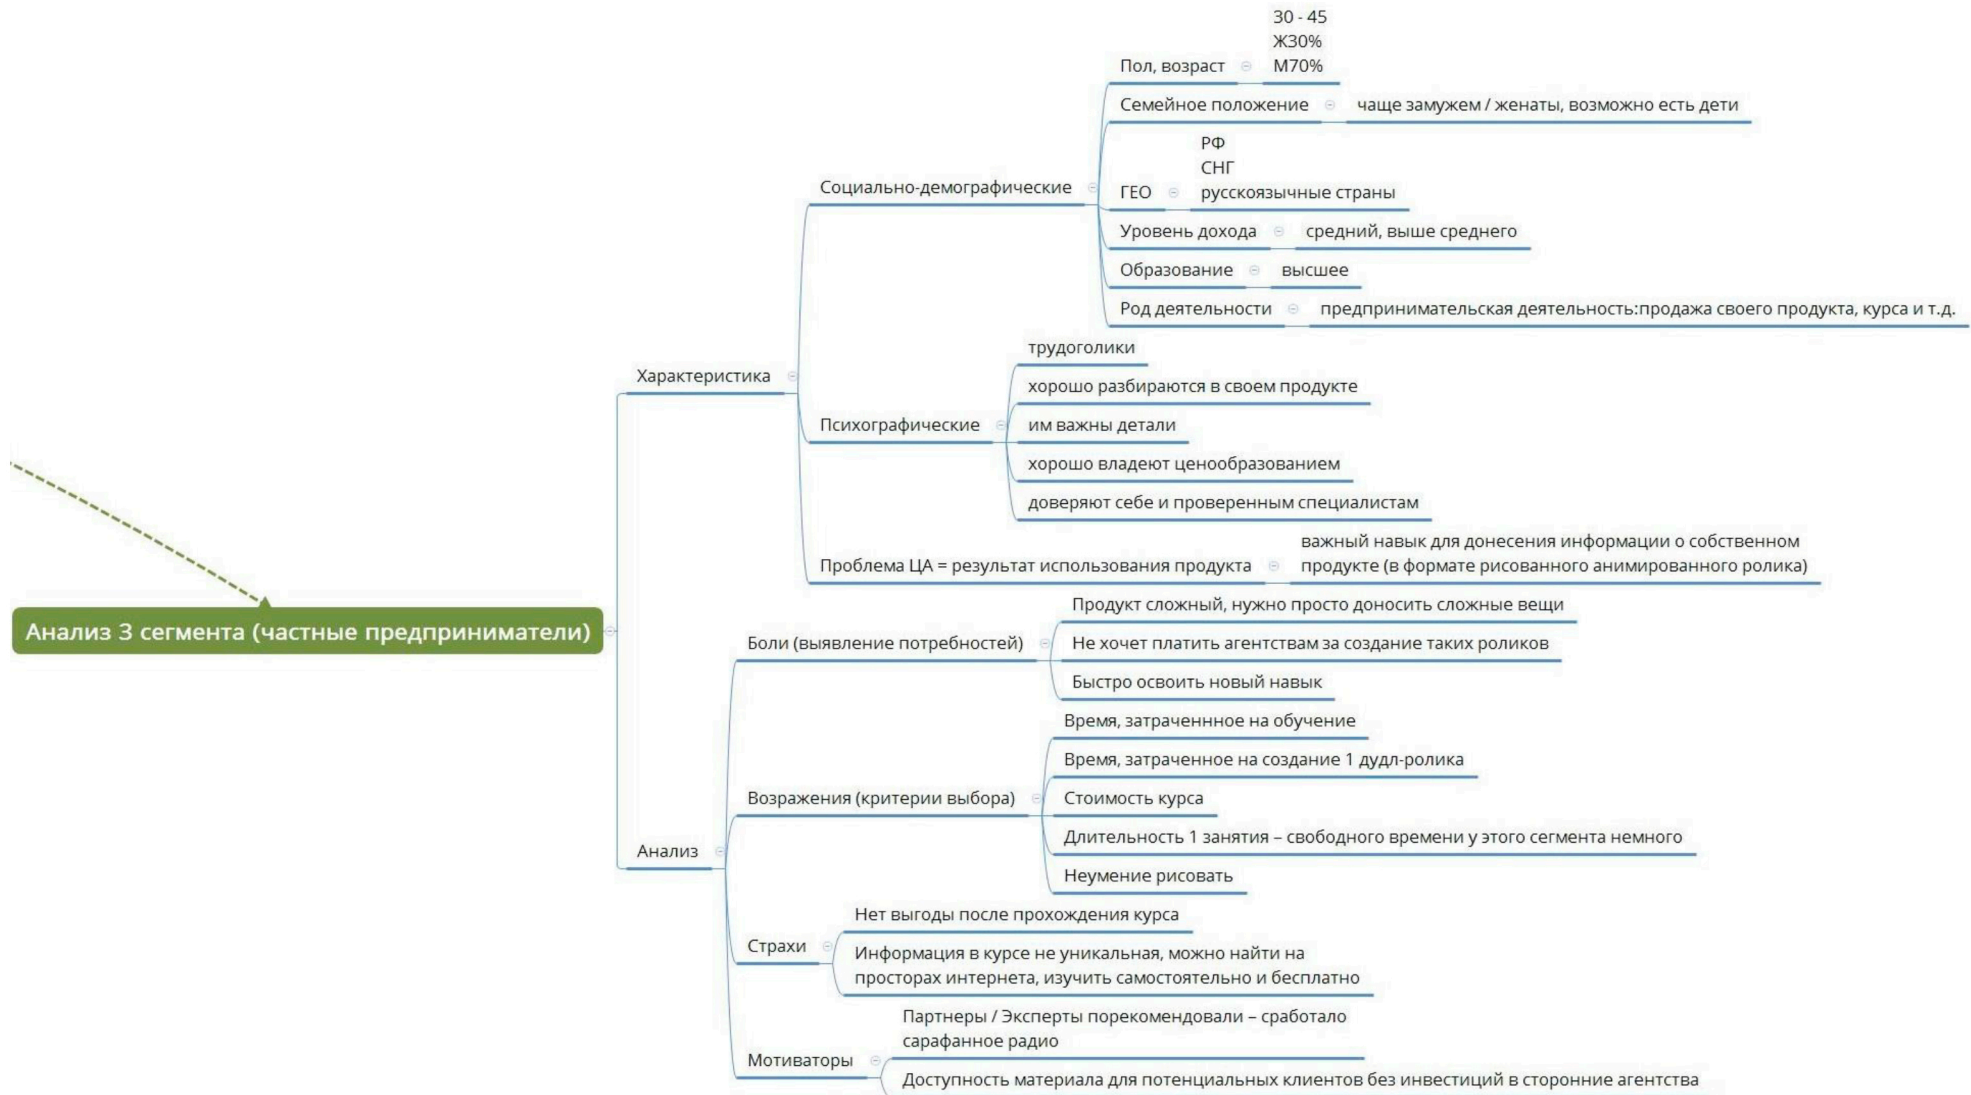 30 - 45
Ж30%
Пол, возраст
М70%
Семейное положение
чаще замужем / женаты, возможно есть дети
РФ
СНГ
Социально-демографические
ГЕО
русскоязычные страны
Уровень дохода
средний, выше среднего
Образование
высшее
Род деятельности
предпринимательская деятельность:продажа своего продукта, курса и т.д.
трудоголики
Характеристика
хорошо разбираются в своем продукте
Психографические
им важны детали
хорошо владеют ценообразованием
доверяют себе и проверенным специалистам
Проблема ЦА = результат использования продукта
важный навык для донесения информации о собственном
продукте (в формате рисованного анимированного ролика)
Анализ 3 сегмента (частные предприниматели)
Боли (выявление потребностей)
Продукт сложный, нужно просто доносить сложные вещи
Не хочет платить агентствам за создание таких роликов
Быстро освоить новый навык
Время, затраченнное на обучение
Время, затраченное на создание 1 дудл-ролика
Возражения (критерии выбора)
Стоимость курса
Длительность 1 занятия – свободного времени у этого сегмента немного
Анализ
Неумение рисовать
Нет выгоды после прохождения курса
Страхи
Информация в курсе не уникальная, можно найти на
просторах интернета, изучить самостоятельно и бесплатно
Партнеры / Эксперты порекомендовали – сработало
сарафанное радио
Мотиваторы
Доступность материала для потенциальных клиентов без инвестиций в сторонние агентства